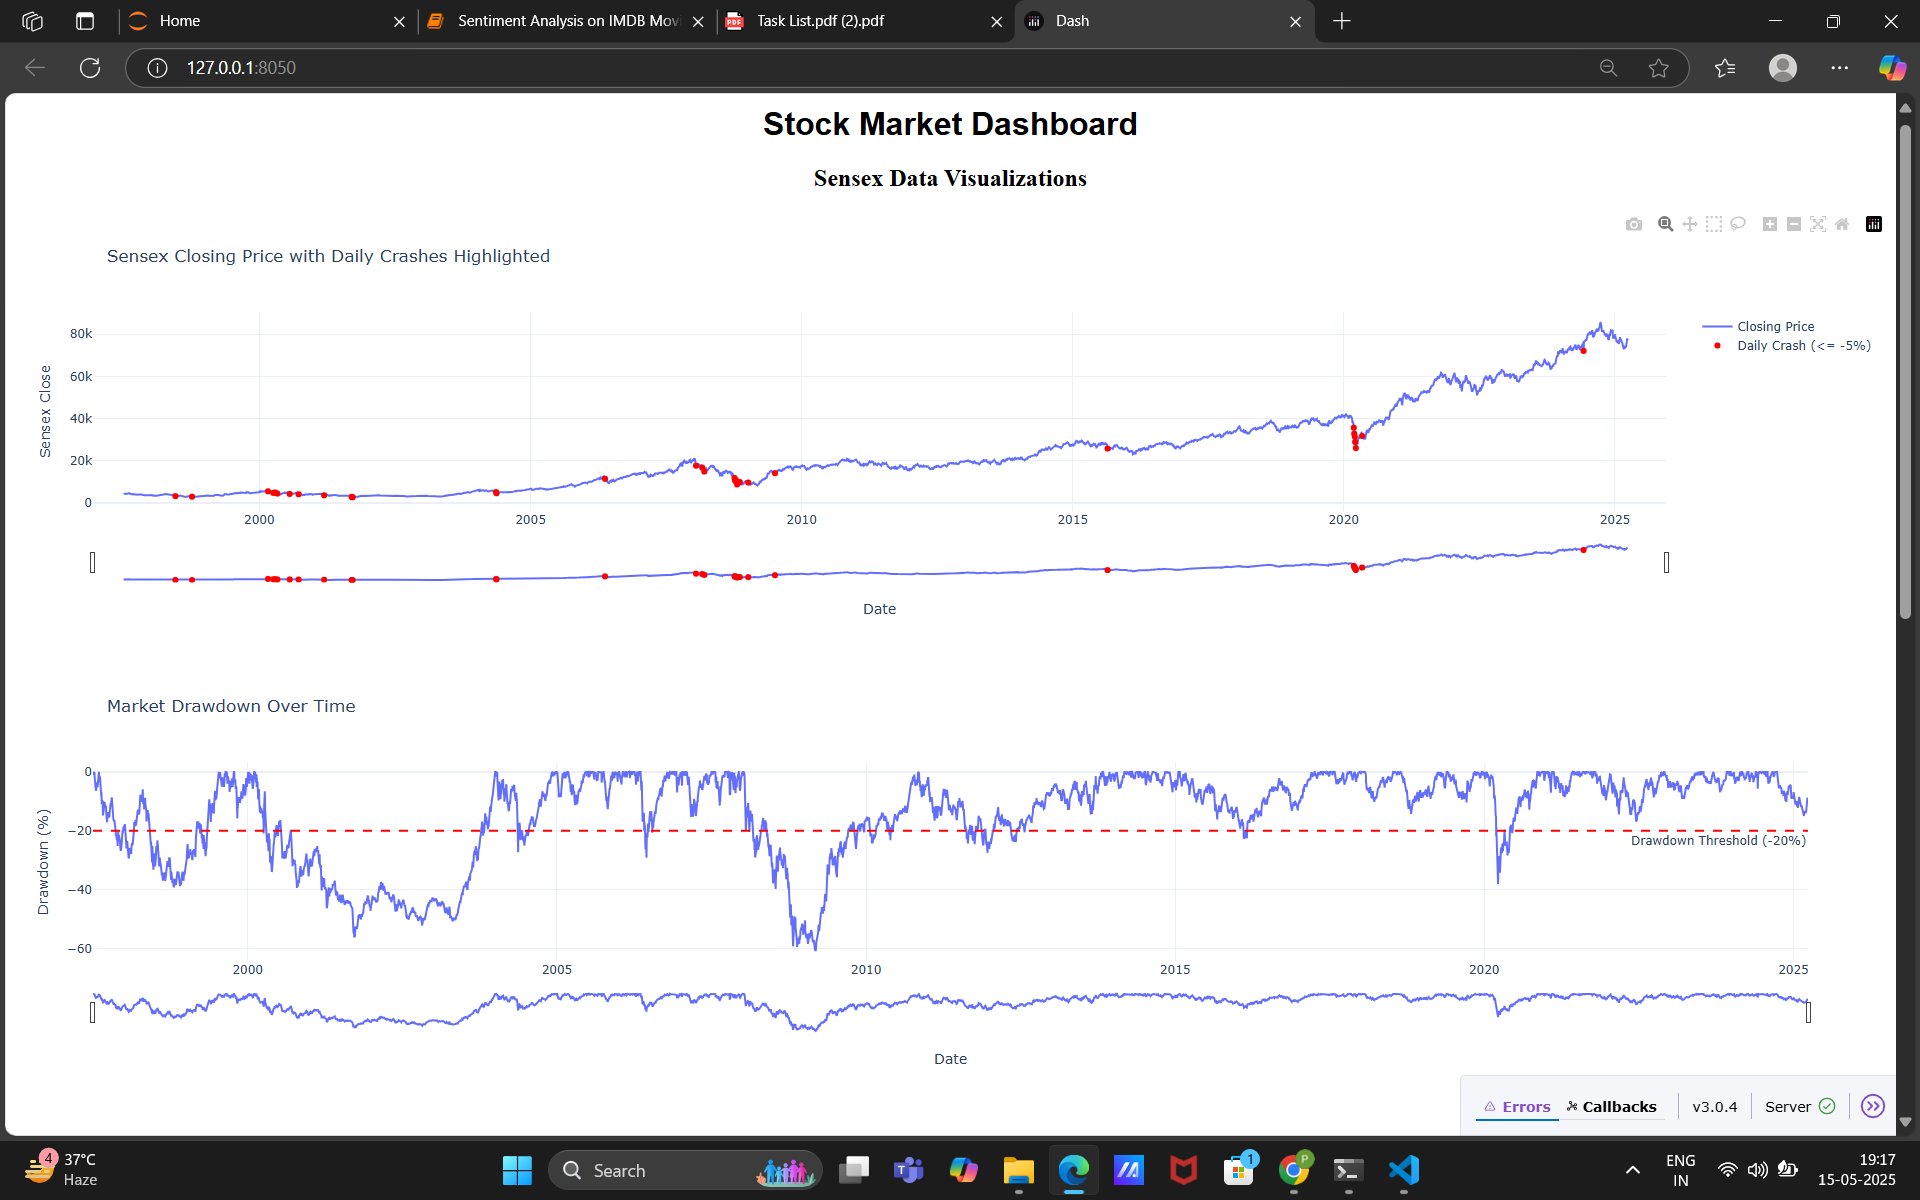 Home
Sentiment Analysis on IMDB Mov
Task List.pdf (2).pdf
Dash
127.0.0.1:8050
Stock Market Dashboard
Sensex Data Visualizations
Sensex Closing Price with Daily Crashes Highlighted
Closing Price
Daily Crash (<= -5%)
Sensex Close
80k
60k
40k
20k
0
2000 2005 2010 2015 2020 2025
Date
Market Drawdown Over Time
Drawdown (%)
0
−20
−40
−60
Drawdown Threshold (-20%)
2000 2005 2010 2015 2020 2025
Date
Errors Callbacks v3.0.4 Server
4
37°C
Haze
Search
1
P
ENG
IN
19:17
15-05-2025